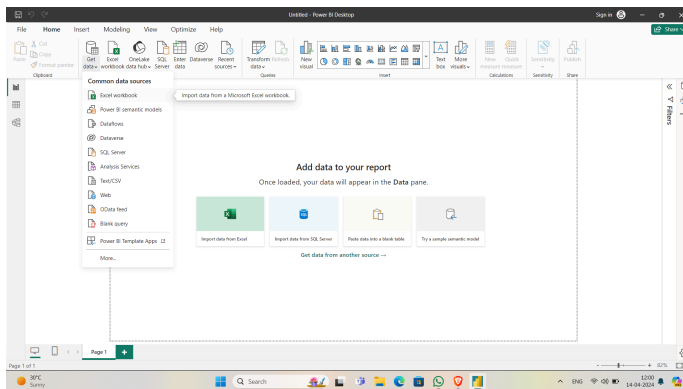 Untitled - Power BI Desktop
Sign in
File Home Insert Modeling View Optimize Help
Share
Paste
Cut
Copy
Format painter
Get data
Excel workbook
OneLake data hub
SQL Server
Enter data
Dataverse
Recent sources
Transform data
Refresh
New visual
Text box
More visuals
New measure
Quick measure
Sensitivity
Publish
Clipboard
Queries
Insert
Calculations
Sensitivity
Share
Common data sources
Excel workbook
Import data from a Microsoft Excel workbook.
Power BI semantic models
Dataflows
Dataverse
SQL Server
Analysis Services
Text/CSV
Web
OData feed
Blank query
Power BI Template Apps
More...
Filters
Add data to your report
Once loaded, your data will appear in the Data pane.
SQL
Import data from Excel
Import data from SQL Server
Paste data into a blank table
Try a sample semantic model
Get data from another source →
Page 1
Page 1 of 1
82%
30°C
Sunny
Search
ENG
12:00
14-04-2024